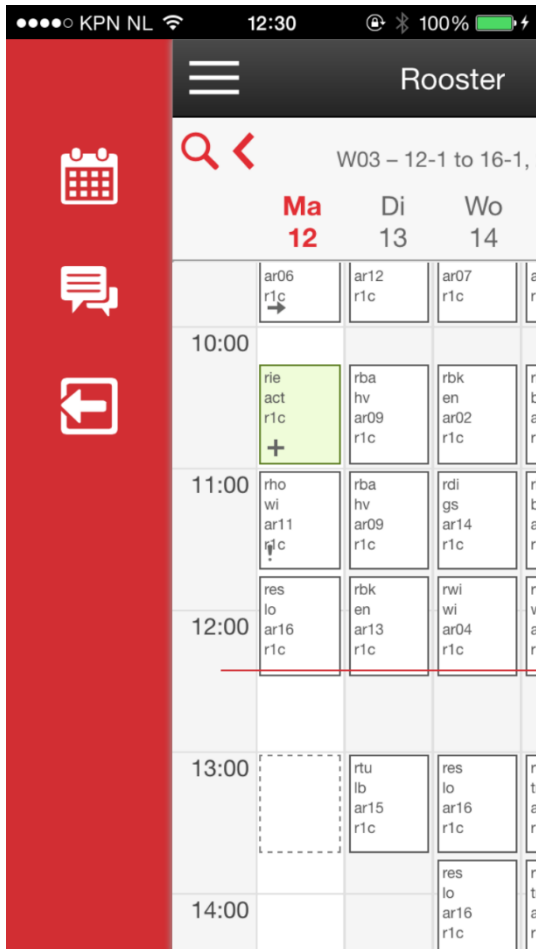 KPN NL 12:30 100%
Rooster
W03 – 12-1 to 16-1,
Ma Di Wo
12 13 14
ar06 ar12 ar07
r1c r1c r1c
10:00
rie rba rbk
act hv en
r1c ar09 ar02
r1c r1c
11:00
rho rba rdi
wi hv gs
ar11 ar09 ar14
r1c r1c r1c
res rbk rwi
lo en wi
12:00 ar16 ar13 ar04
r1c r1c r1c
13:00
rtu res
lb lo
ar15 ar16
r1c r1c
res
lo
14:00 ar16
r1c